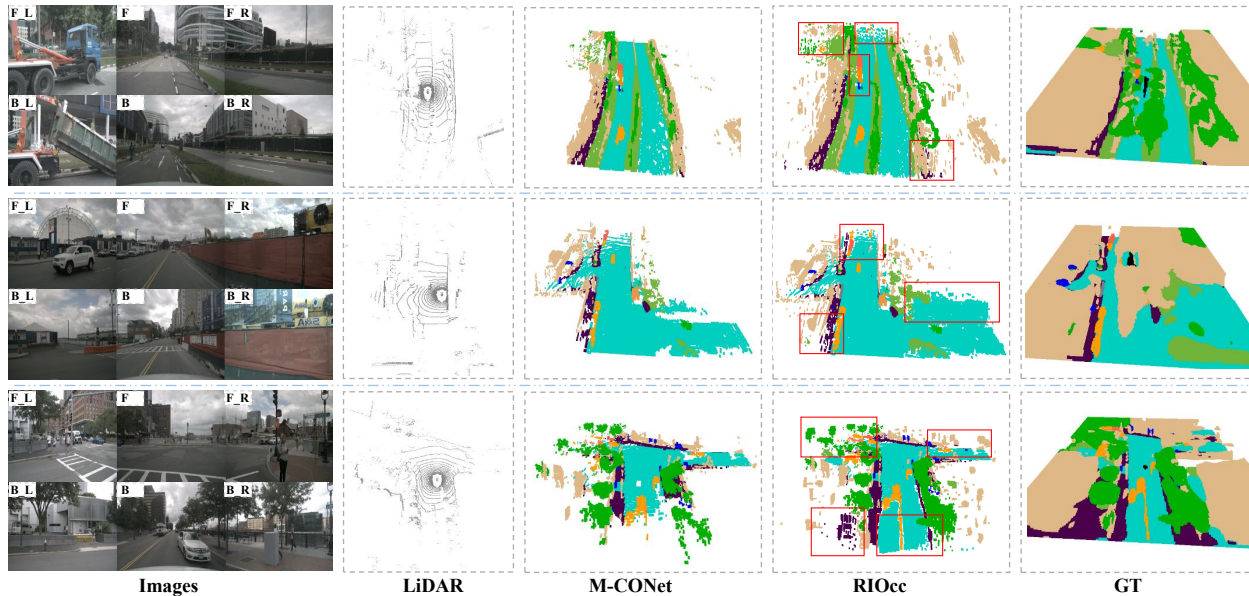 F_L F F_R
B_L B B_R
F_L F F_R
B_L B B_R
F_L F F_R
B_L B B_R
Images LiDAR M-CONet RIOcc GT